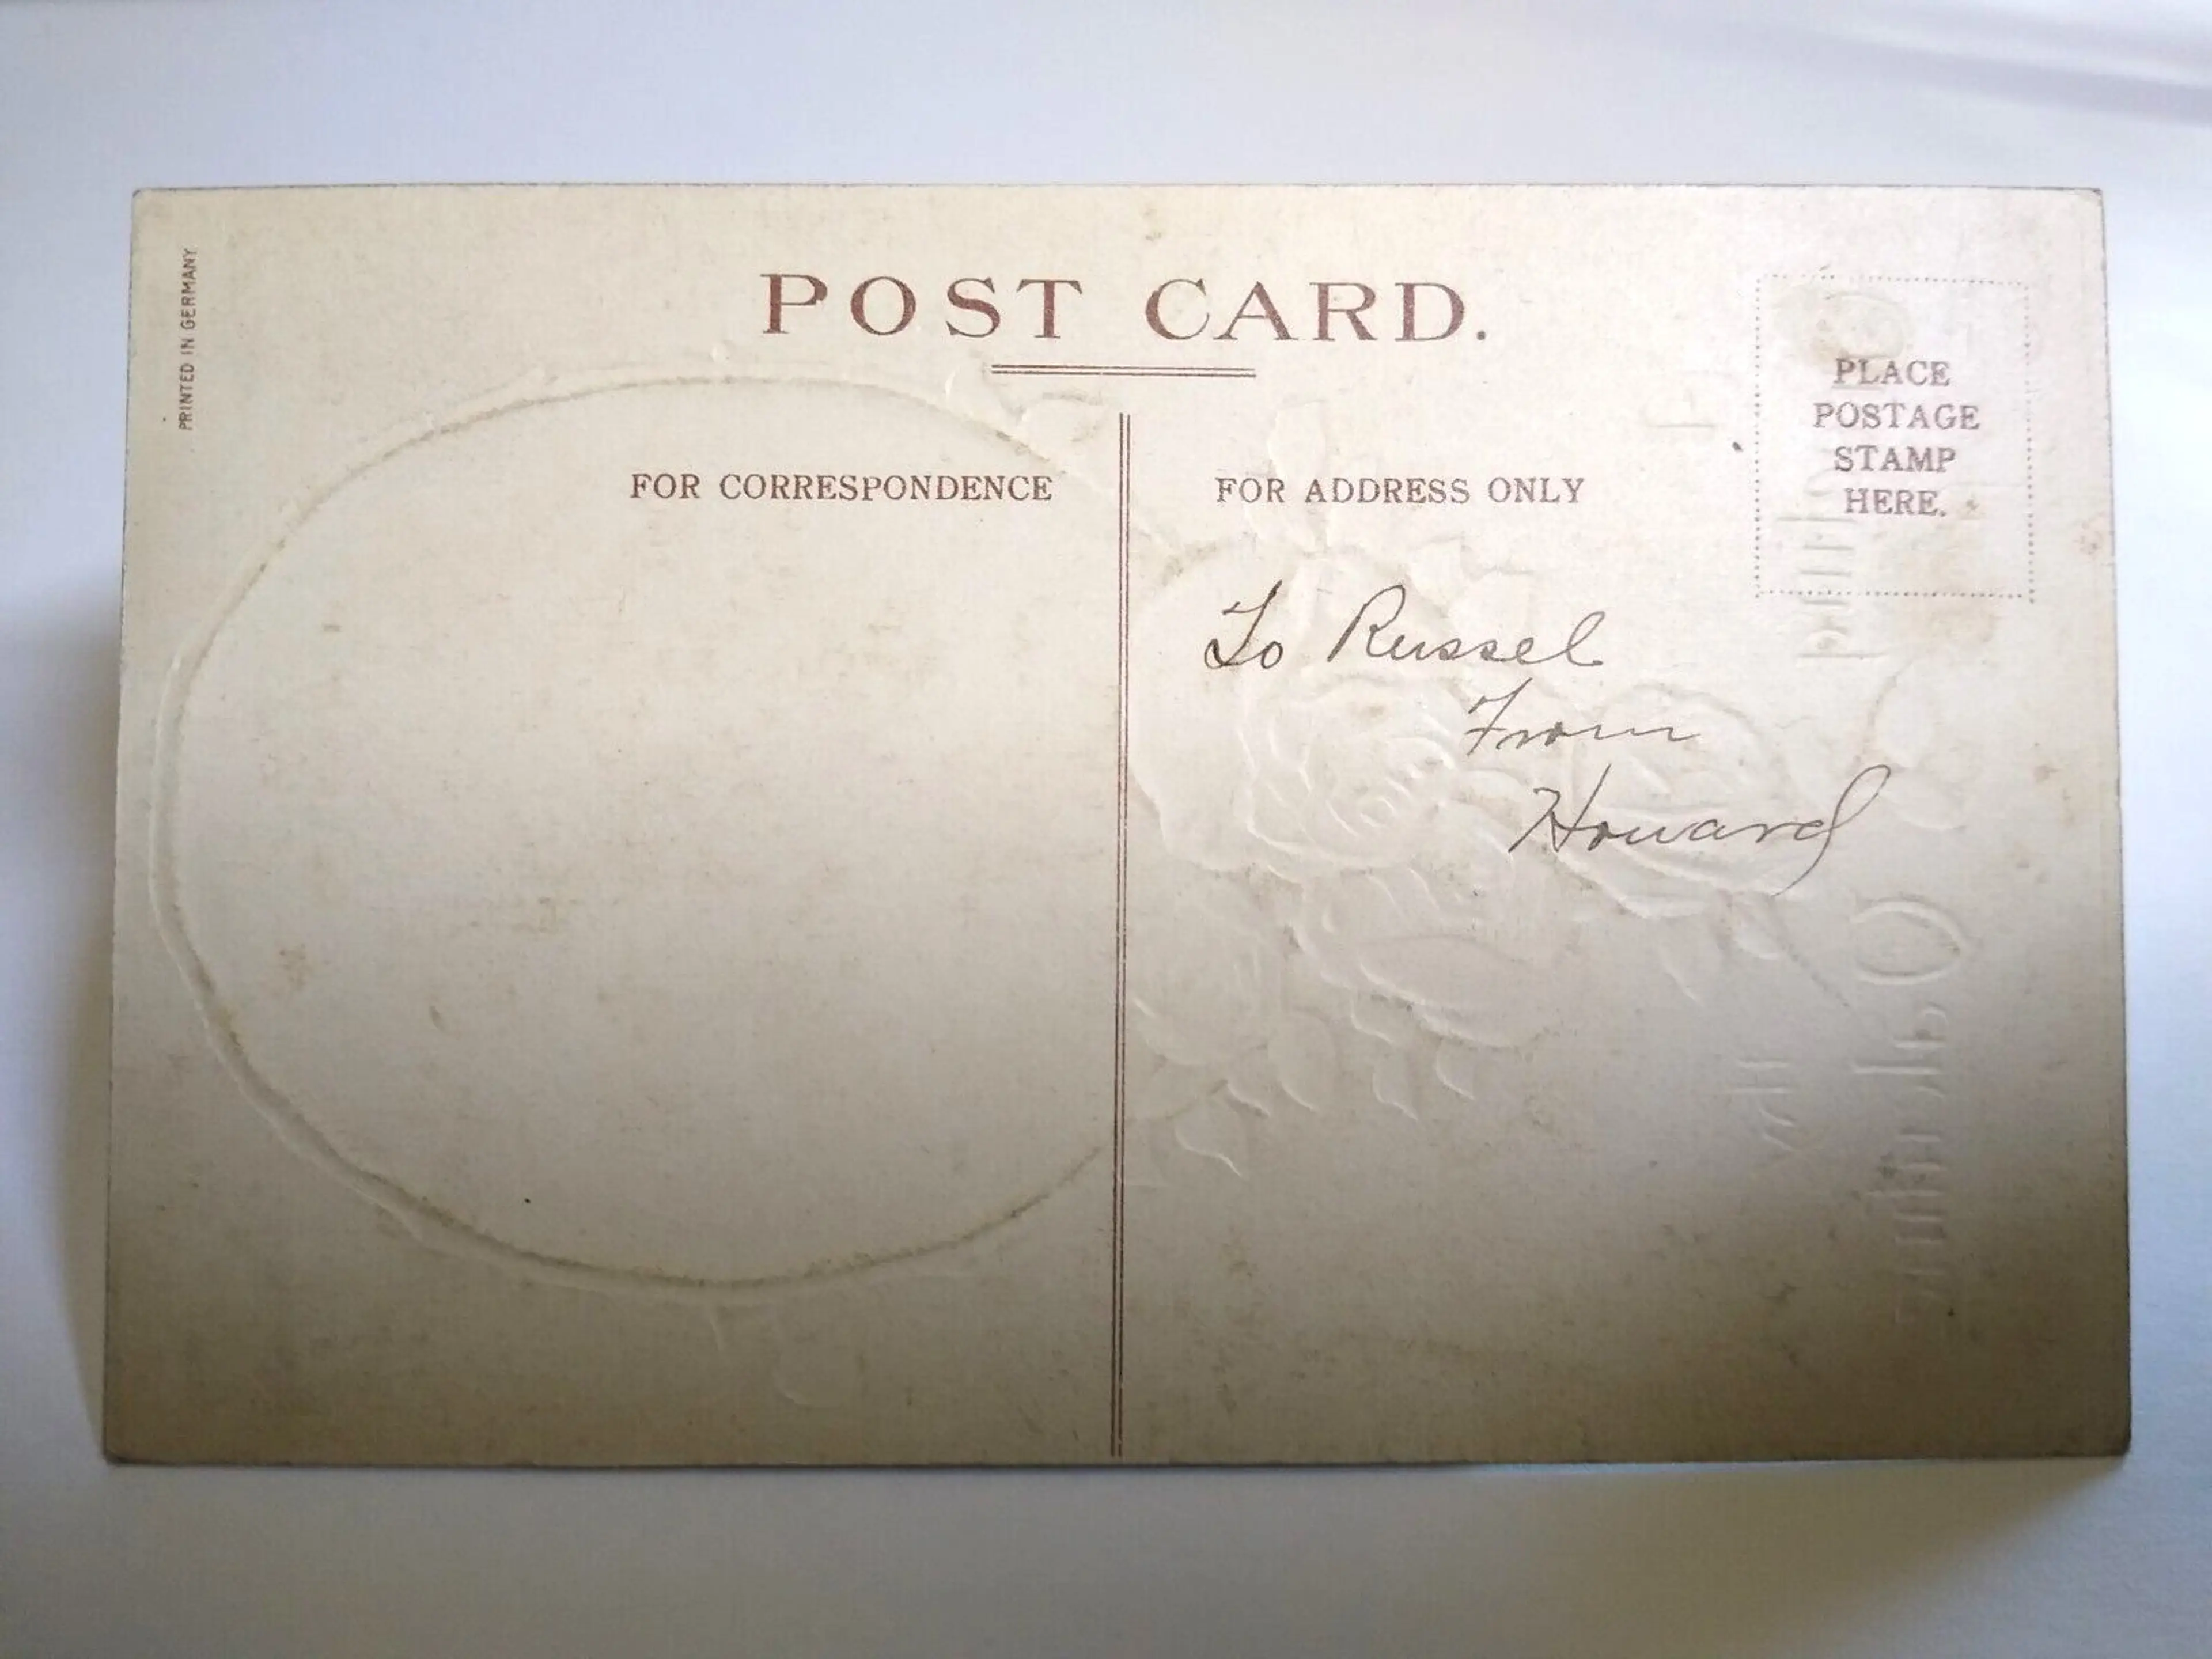 PRINTED IN GERMANY
POST CARD.
FOR CORRESPONDENCE
FOR ADDRESS ONLY
PLACE
POSTAGE
STAMP
HERE.
To Russel
From
Howard